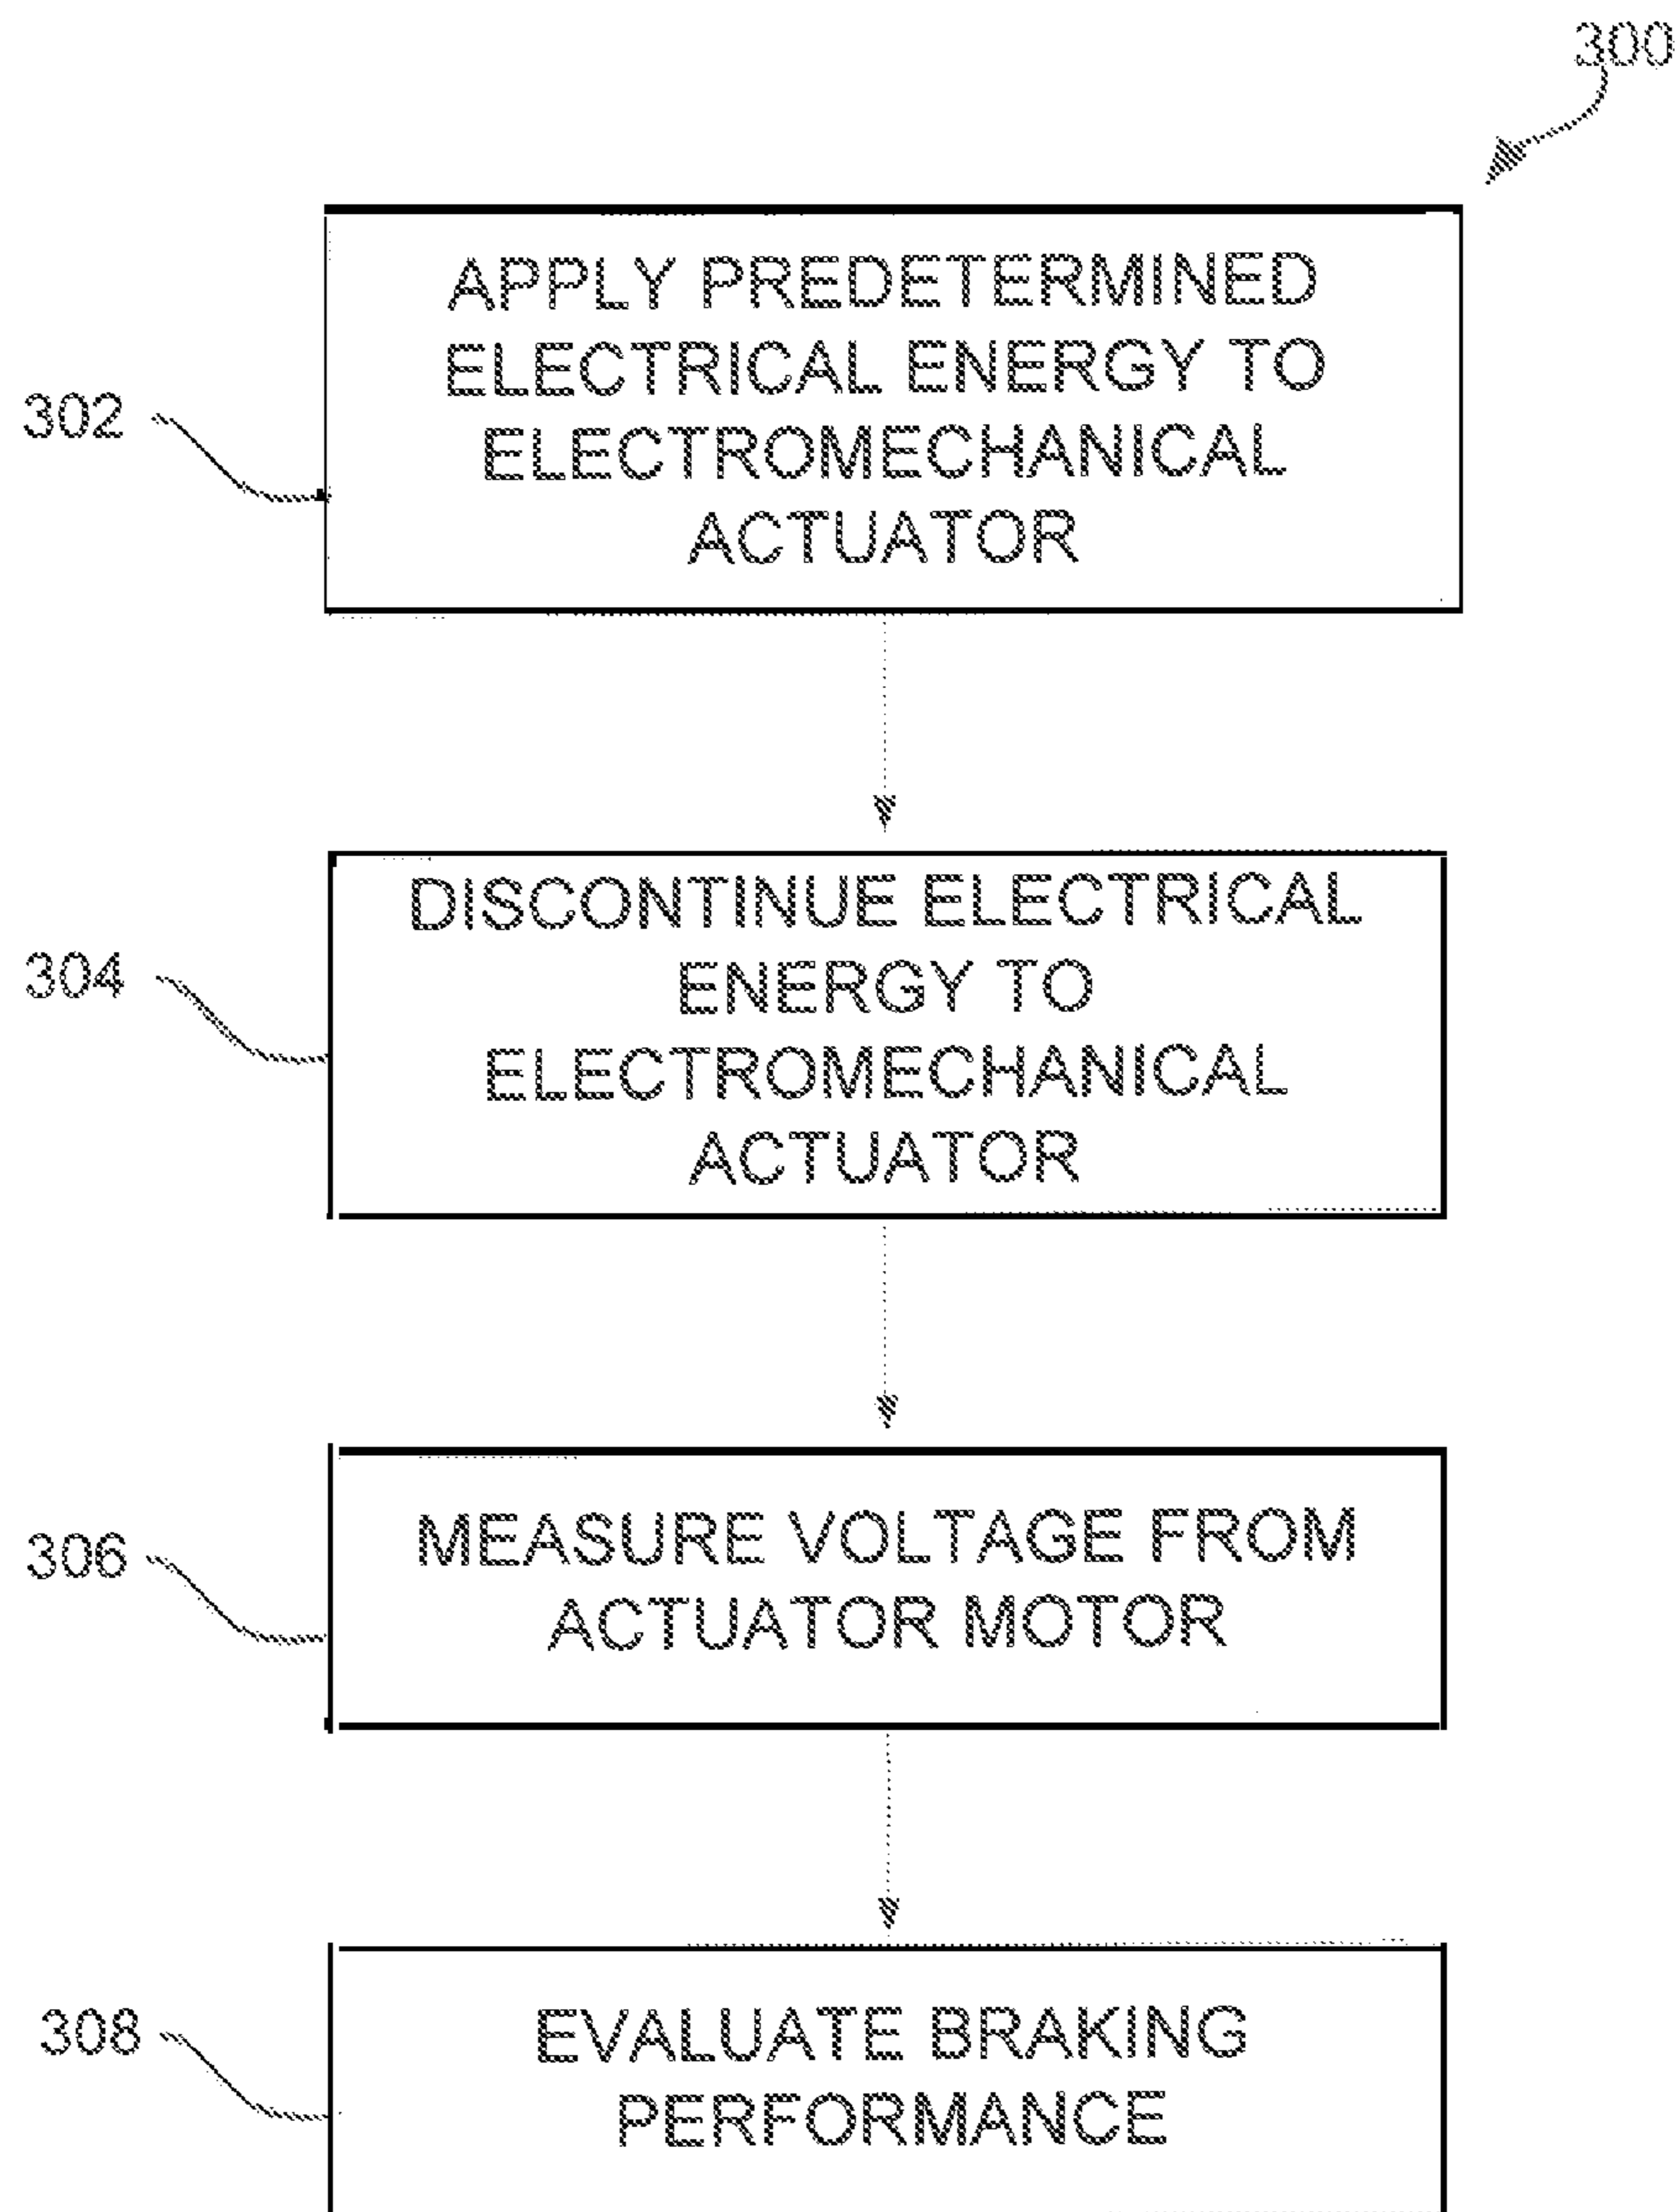 300
APPLY PREDETERMINED
ELECTRICAL ENERGY TO
ELECTROMECHANICAL
ACTUATOR
302
DISCONTINUE ELECTRICAL
ENERGY TO
ELECTROMECHANICAL
ACTUATOR
304
MEASURE VOLTAGE FROM
ACTUATOR MOTOR
306
EVALUATE BRAKING
PERFORMANCE
308